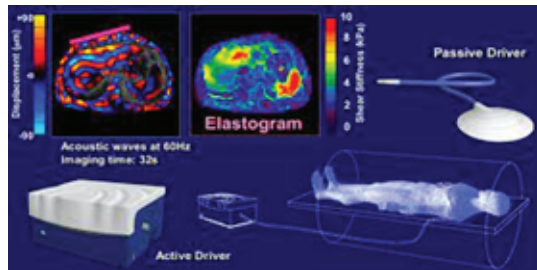 +90
0
-90
Displacement (µm)
10
8
6
4
2
0
Shear Stiffness (kPa)
Elastogram
Acoustic waves at 60Hz
Imaging time: 32s
Passive Driver
Active Driver